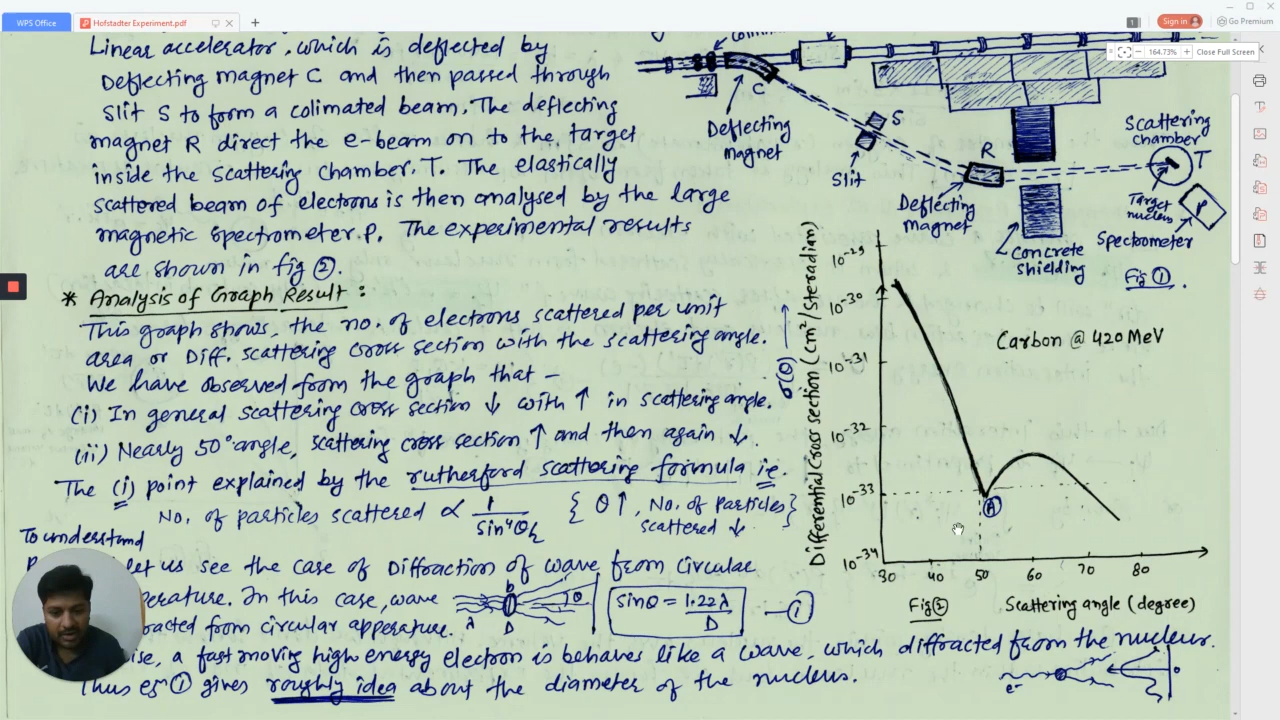 WPS Office
Hofstadter Experiment.pdf
1
Sign in
Go Premium
164.73%
Close Full Screen
Linear accelerator, which is deflected by
Deflecting magnet C and then passed through
Slit S to form a colimated beam. The deflecting
magnet R direct the e-beam on to the target
inside the scattering chamber. T. The elastically
scattered beam of electrons is then analysed by the large
magnetic spectrometer P. The experimental results
are shown in fig ②.
* Analysis of Graph Result :
This graph shows, the no. of electrons scattered per unit
area or Diff. scattering cross section with the scattering angle.
We have observed from the graph that —
(i) In general scattering cross section ↓ with ↑ in scattering angle.
(ii) Nearly 50° angle, scattering cross section ↑ and then again ↓.
The (i) point explained by the rutherford scattering formula ie.
No. of particles scattered ∝ 1/Sin⁴θ/2 { θ↑, No. of Particles scattered ↓ }
To understand
let us see the case of Diffraction of wave from Circular
In this case, wave
from circular apperature.
λ
b
D
θ
sinθ = 1.22λ/D — ①
a fast moving high energy electron is behaves like a wave, which diffracted from the nucleus.
Thus eqⁿ ① gives roughly idea about the diameter of the nucleus.
e⁻
C
Deflecting
magnet
S
Slit
R
Deflecting
Magnet
Concrete
shielding
Scattering
chamber
T
Target
nucleus
P
Spectrometer
Fig ①.
Differential Cross section (cm²/Steradian)
σ(θ) →
10⁻²⁹
10⁻³⁰
10⁻³¹
10⁻³²
10⁻³³
10⁻³⁴
Carbon @ 420 MeV
A
30 40 50 60 70 80
Fig ②
Scattering angle (degree)